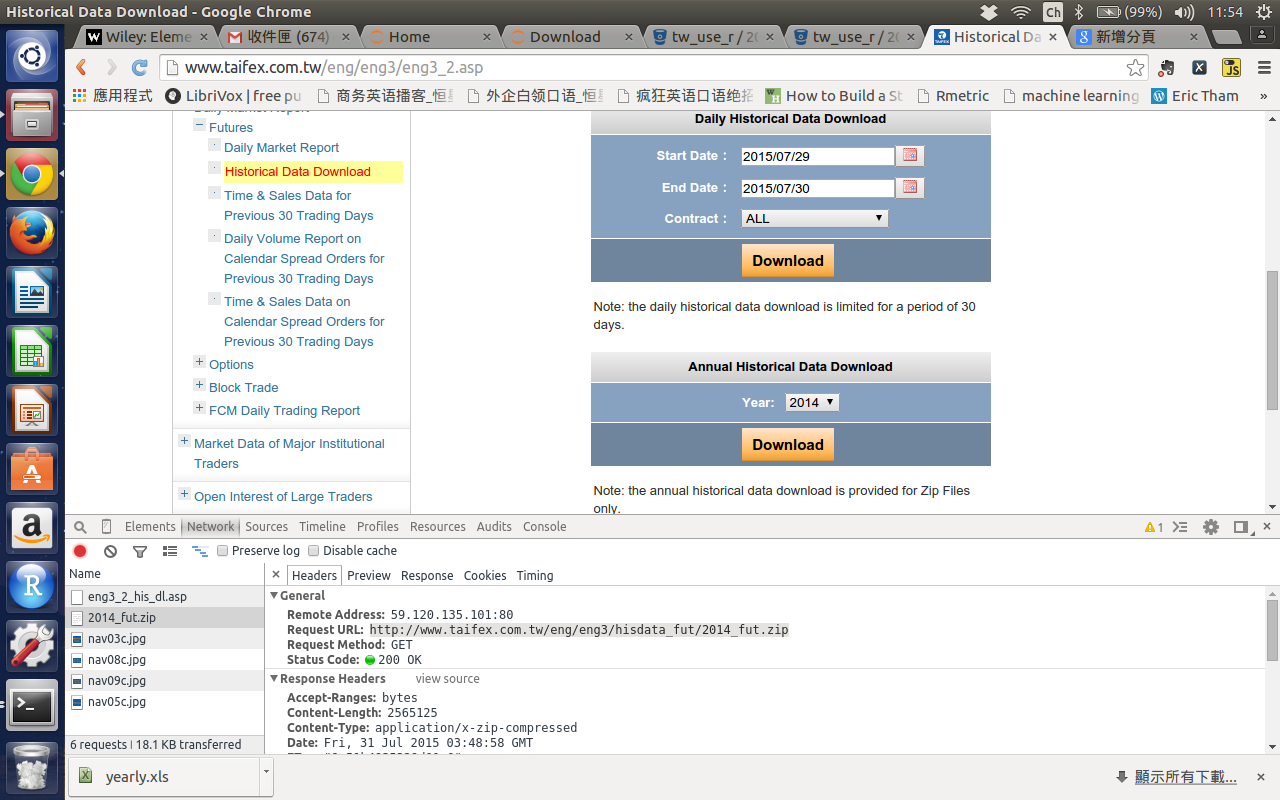 Historical Data Download - Google Chrome
Ch
(99%)
11:54
Wiley: Eleme
收件匣 (674)
Home
Download
tw_use_r / 20
tw_use_r / 20
Historical Da
新增分頁
www.taifex.com.tw/eng/eng3/eng3_2.asp
應用程式
LibriVox | free pu
商务英语播客_恒
外企白领口语_恒
疯狂英语口语绝招
How to Build a St
Rmetric
machine learning
Eric Tham
»
Daily Market Report
Futures
Daily Market Report
Historical Data Download
Time & Sales Data for
Previous 30 Trading Days
Daily Volume Report on
Calendar Spread Orders for
Previous 30 Trading Days
Time & Sales Data on
Calendar Spread Orders for
Previous 30 Trading Days
Options
Block Trade
FCM Daily Trading Report
Market Data of Major Institutional
Traders
Open Interest of Large Traders
Daily Historical Data Download
Start Date : 2015/07/29
End Date : 2015/07/30
Contract : ALL
Download
Note: the daily historical data download is limited for a period of 30
days.
Annual Historical Data Download
Year: 2014
Download
Note: the annual historical data download is provided for Zip Files
only.
Elements Network Sources Timeline Profiles Resources Audits Console
1
Preserve log Disable cache
Name
eng3_2_his_dl.asp
2014_fut.zip
nav03c.jpg
nav08c.jpg
nav09c.jpg
nav05c.jpg
6 requests | 18.1 KB transferred
Headers Preview Response Cookies Timing
General
Remote Address: 59.120.135.101:80
Request URL: http://www.taifex.com.tw/eng/eng3/hisdata_fut/2014_fut.zip
Request Method: GET
Status Code: 200 OK
Response Headers view source
Accept-Ranges: bytes
Content-Length: 2565125
Content-Type: application/x-zip-compressed
Date: Fri, 31 Jul 2015 03:48:58 GMT
yearly.xls
顯示所有下載...